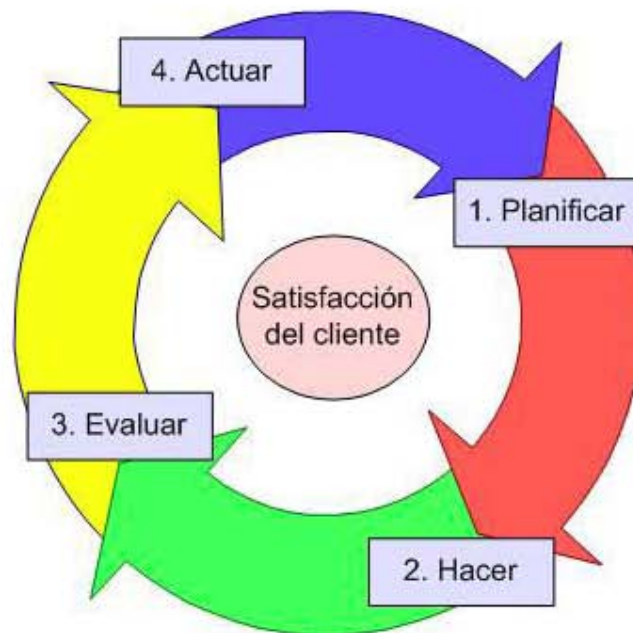 4. Actuar
1. Planificar
Satisfacción
del cliente
3. Evaluar
2. Hacer